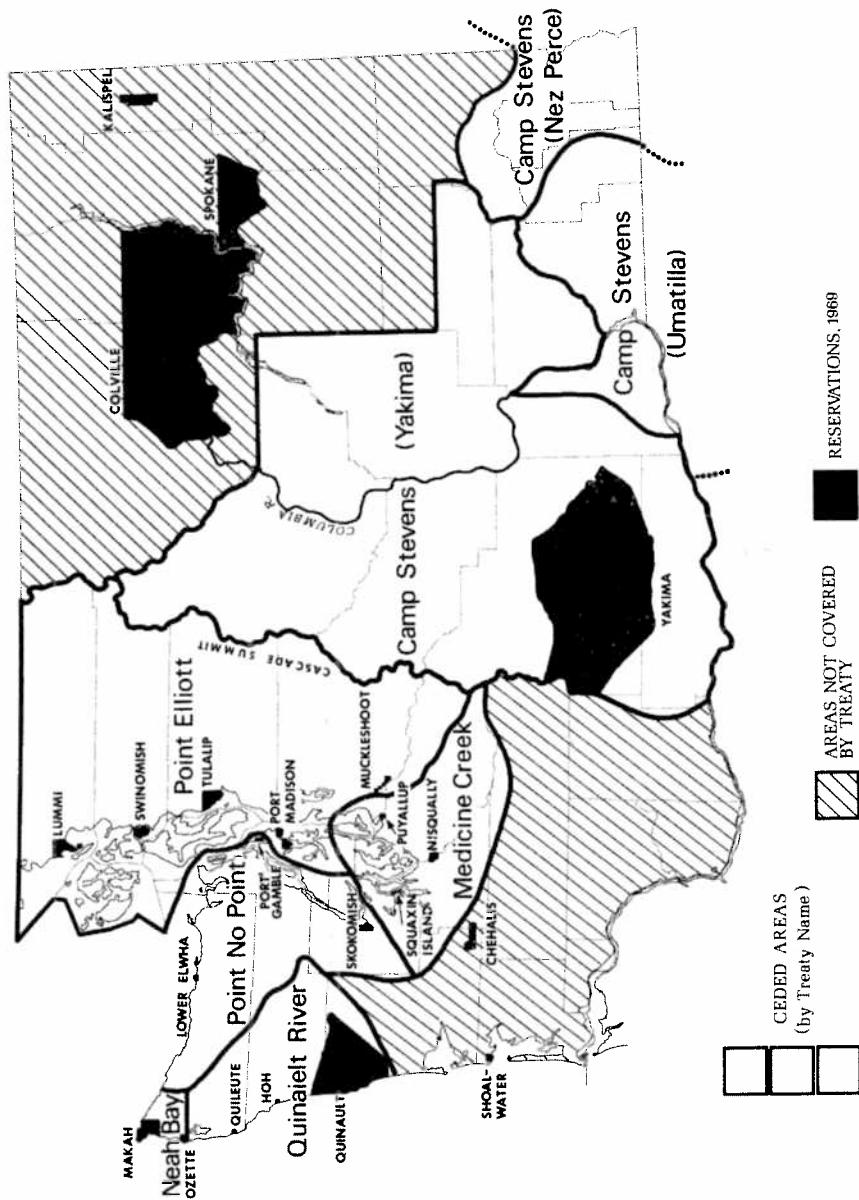 MAKAH
Neah Bay
OZETTE
QUILEUTE
HOH
Quinaielt River
QUINAULT
LOWER ELWHA
Point No Point
PORT
GAMBLE
SKOKOMISH
SQUAXIN
ISLAND
CHEHALIS
SHOAL-
WATER
LUMMI
SWINOMISH
Point Elliott
TULALIP
PORT
MADISON
MUCKLESHOOT
PUYALLUP
NISQUALLY
Medicine Creek
CASCADE SUMMIT
COLUMBIA R.
Camp Stevens
(Yakima)
YAKIMA
COLVILLE
SPOKANE
KALISPEL
Camp Stevens
(Nez Perce)
Camp Stevens
(Umatilla)
CEDED AREAS
(by Treaty Name)
AREAS NOT COVERED
BY TREATY
RESERVATIONS, 1969